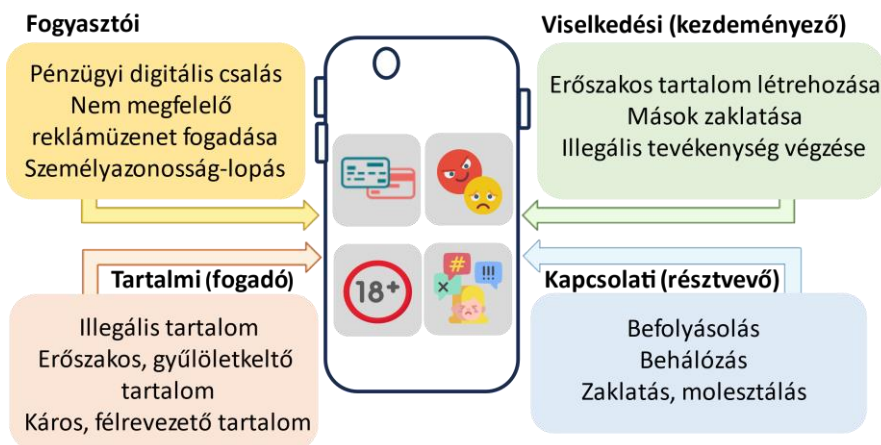 Fogyasztói
Pénzügyi digitális csalás
Nem megfelelő
reklámüzenet fogadása
Személyazonosság-lopás
Viselkedési (kezdeményező)
Erőszakos tartalom létrehozása
Mások zaklatása
Illegális tevékenység végzése
18+
#
!!!
×
Tartalmi (fogadó)
Illegális tartalom
Erőszakos, gyűlöletkeltő
tartalom
Káros, félrevezető tartalom
Kapcsolati (résztvevő)
Befolyásolás
Behálózás
Zaklatás, molesztálás